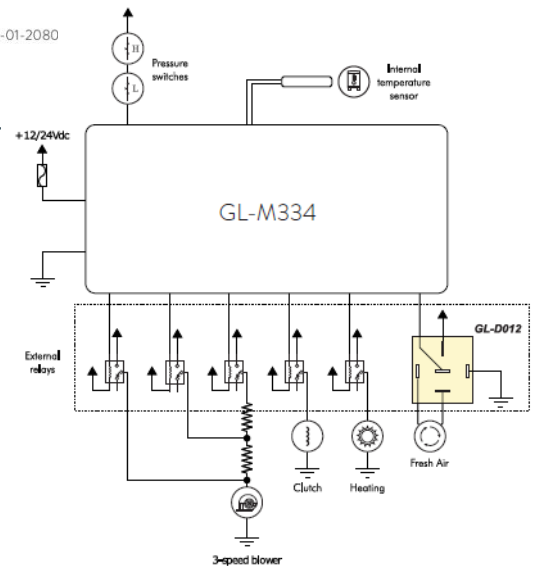 -01-2080
H
L
Pressure
switches
Internal
temperature
sensor
+12/24Vdc
GL-M334
GL-D012
External
relays
Fresh Air
Clutch
Heating
3-speed blower